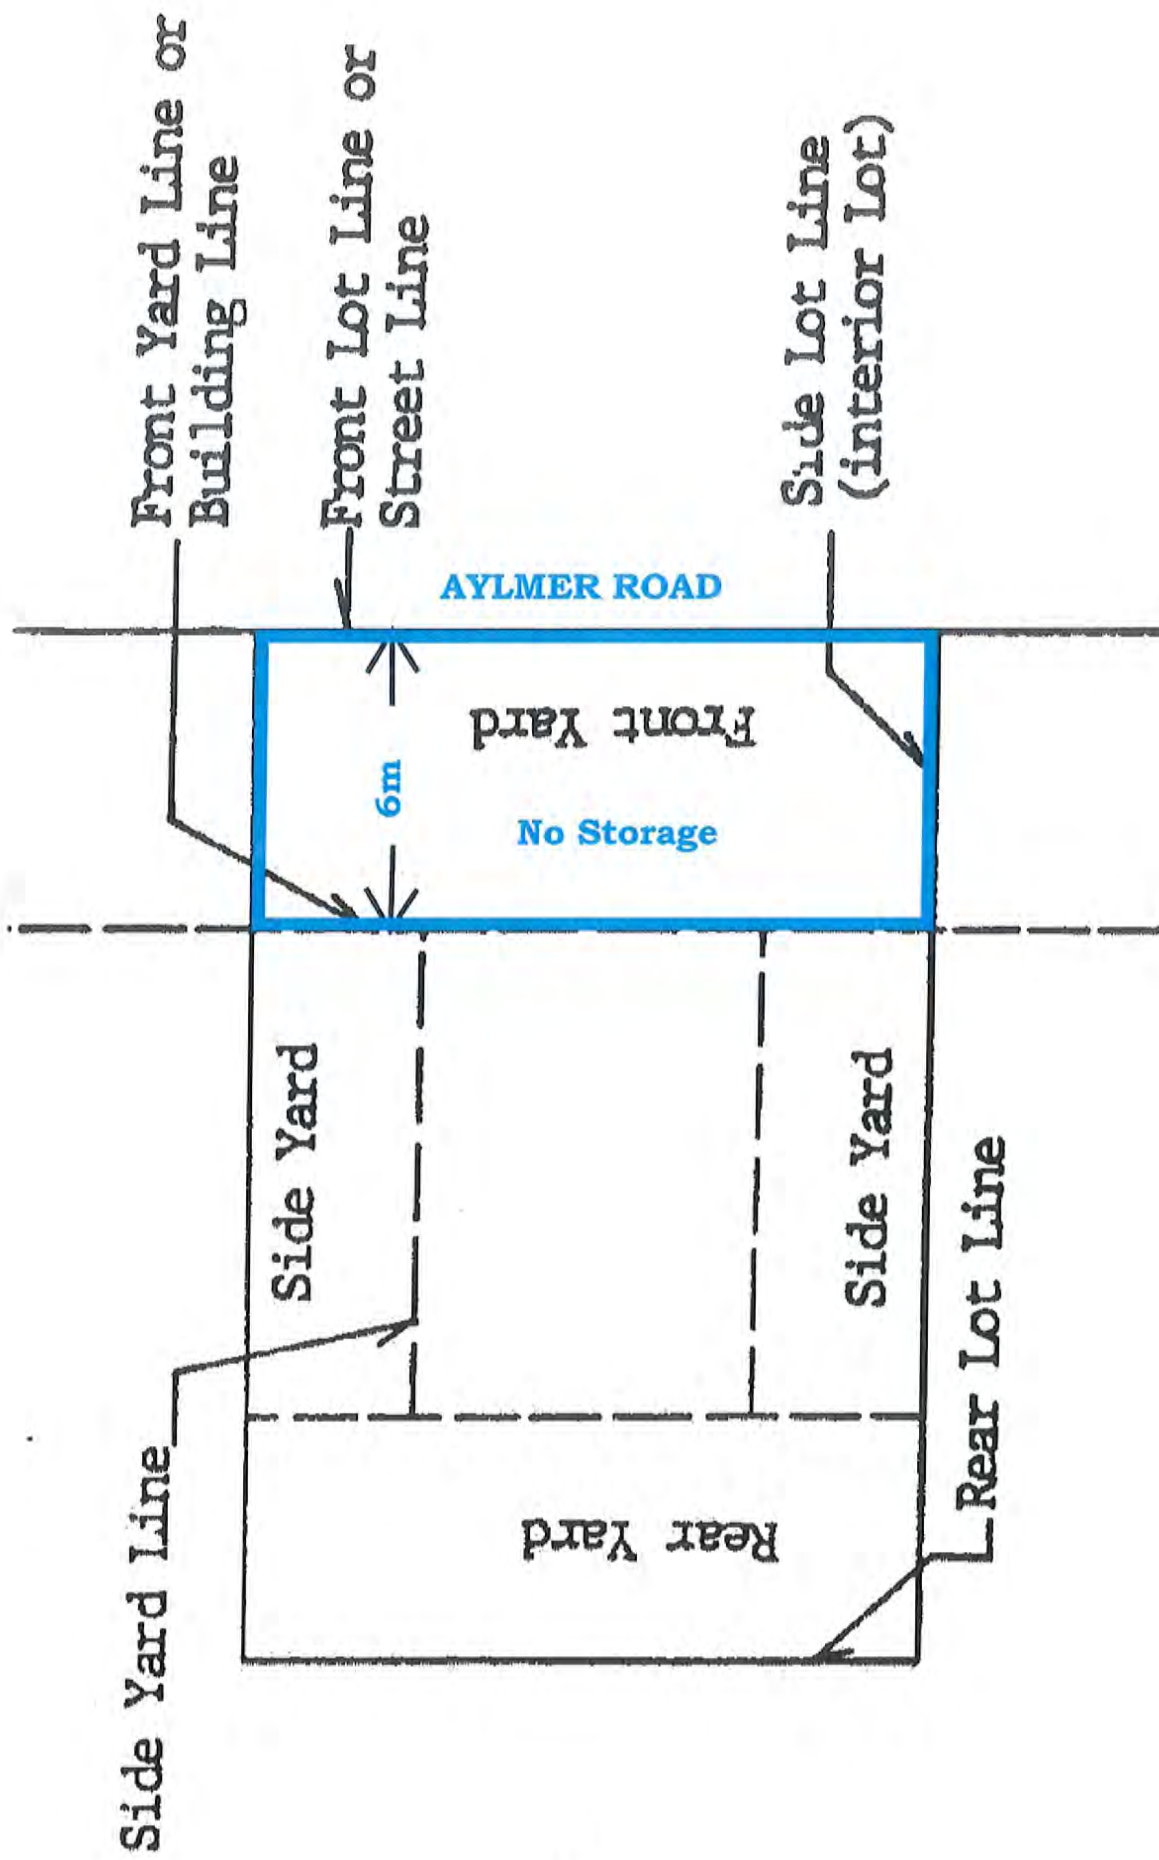 Front Yard Line or
Building Line
Front Lot Line or
Street Line
AYLMER ROAD
Side Lot Line
(interior Lot)
Front Yard
6m
No Storage
Side Yard
Side Yard
Side Yard Line
Rear Yard
Rear Lot Line